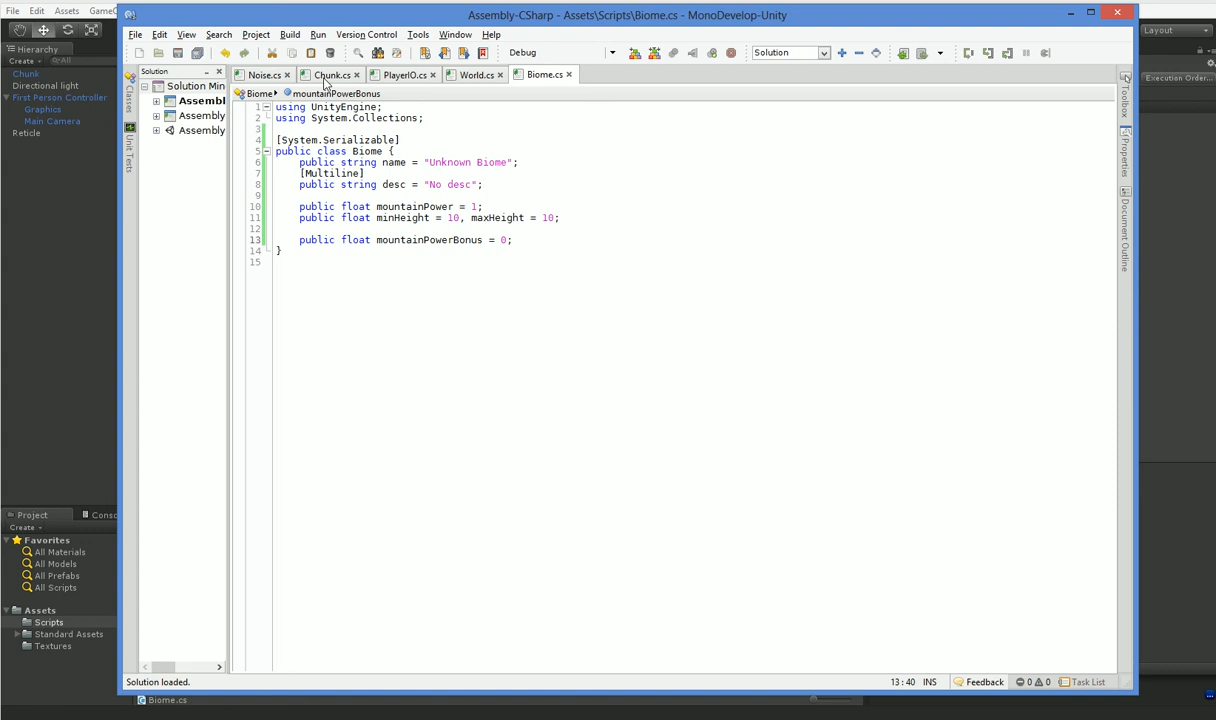 File Edit Assets GameO
Assembly-CSharp - Assets\Scripts\Biome.cs - MonoDevelop-Unity
File Edit View Search Project Build Run Version Control Tools Window Help
Layout
Hierarchy
Create All
Chunk
Directional light
First Person Controller
Graphics
Main Camera
Reticle
Debug
Solution
Execution Order...
Solution
Solution Min
Assembl
Assembly
Assembly
Classes
Unit Tests
Noise.cs Chunk.cs PlayerIO.cs World.cs Biome.cs
Biome mountainPowerBonus
1 using UnityEngine;
2 using System.Collections;
3
4 [System.Serializable]
5 public class Biome {
6 public string name = "Unknown Biome";
7 [Multiline]
8 public string desc = "No desc";
9
10 public float mountainPower = 1;
11 public float minHeight = 10, maxHeight = 10;
12
13 public float mountainPowerBonus = 0;
14 }
15
Toolbox
Properties
Document Outline
Project Conso
Create
Favorites
All Materials
All Models
All Prefabs
All Scripts
Assets
Scripts
Standard Assets
Textures
Solution loaded.
13 : 40 INS Feedback 0 0 Task List
Biome.cs